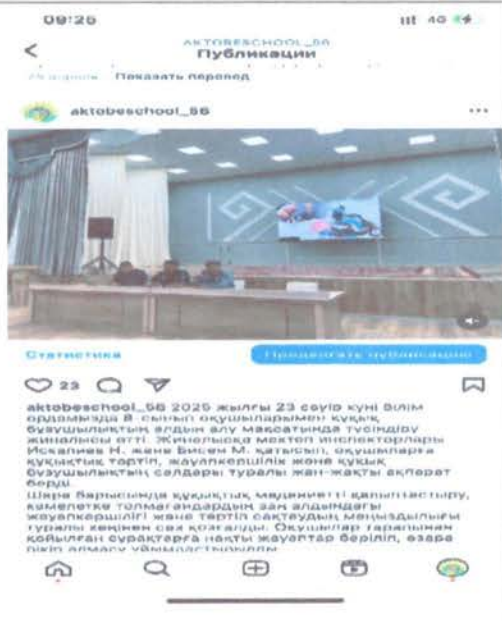 09:25
4G
AKTOBESCHOOL_56
Публикации
Показать перевод
aktobeschool_56
Статистика
Продвигать публикацию
23
aktobeschool_56 2025 жылғы 23 сәуір күні Білім
ордамызда 8-сынып оқушыларымен құқық
бұзушылықтың алдын алу мақсатында түсіндіру
жиналысы өтті. Жиналысқа мектеп инспекторлары
Искалиев Н. және Бисен М. қатысып, оқушыларға
құқықтық тәртіп, жауапкершілік және құқық
бұзушылықтың салдары туралы жан-жақты ақпарат
берді.
Шара барысында құқықтық мәдениетті қалыптастыру,
кәмелетке толмағандардың заң алдындағы
жауапкершілігі және тәртіп сақтаудың маңыздылығы
туралы кеңінен сөз қозғалды. Оқушылар тарапынан
қойылған сұрақтарға нақты жауаптар беріліп, өзара
пікір алмасу ұйымдастырылды.